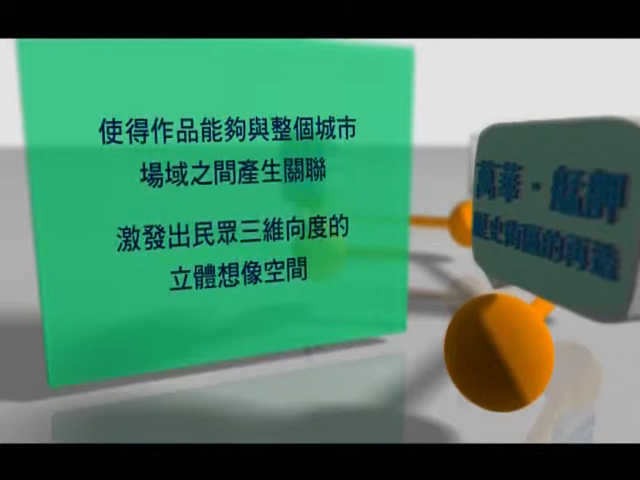 使得作品能夠與整個城市
場域之間產生關聯
激發出民眾三維向度的
立體想像空間
萬華‧艋舺
歷史街區的再造